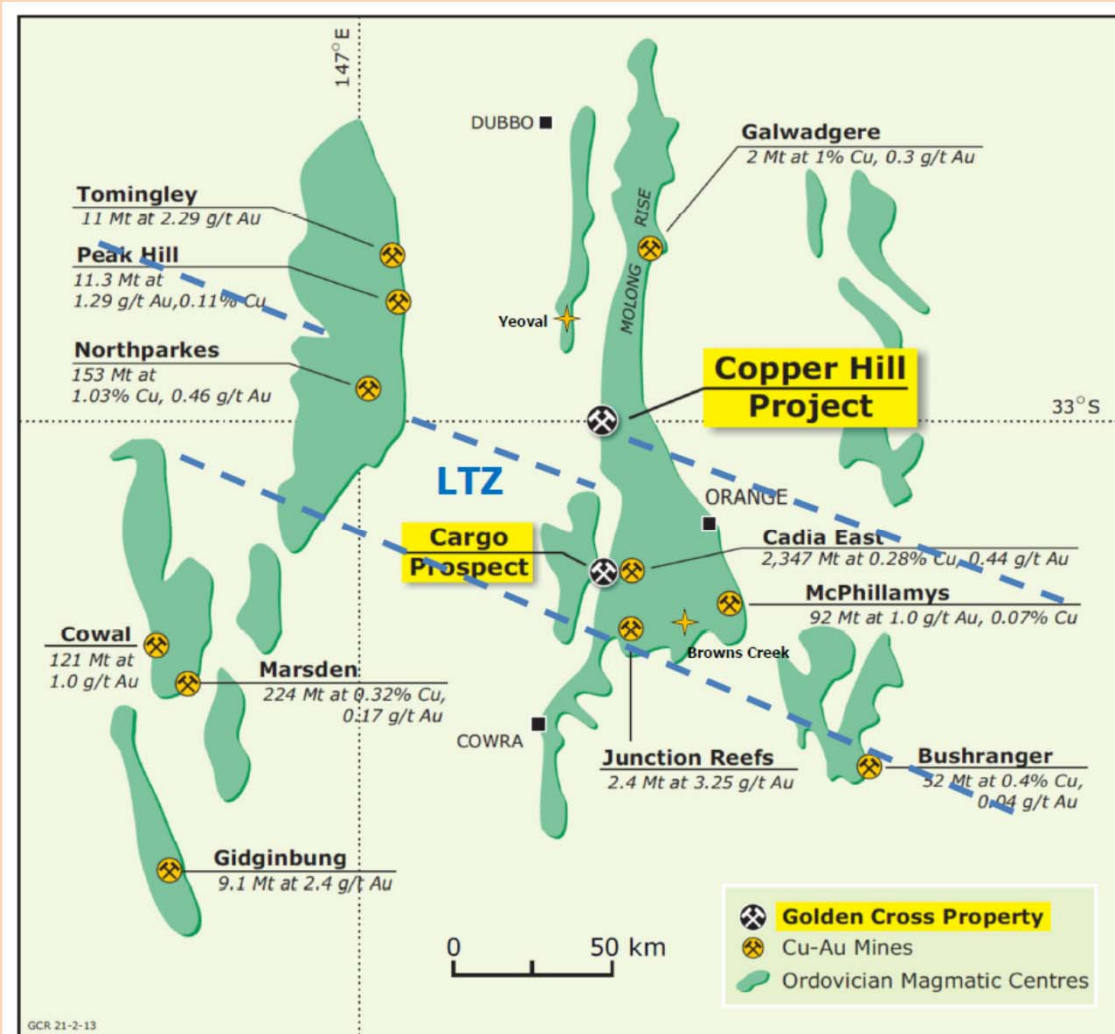 147°E
DUBBO
Galwadgere
2 Mt at 1% Cu, 0.3 g/t Au
Tomingley
11 Mt at 2.29 g/t Au
MOLONG RISE
Peak Hill
11.3 Mt at
1.29 g/t Au,0.11% Cu
Yeoval
Northparkes
153 Mt at
1.03% Cu, 0.46 g/t Au
Copper Hill
Project
33°S
LTZ
ORANGE
Cargo
Prospect
Cadia East
2,347 Mt at 0.28% Cu, 0.44 g/t Au
McPhillamys
92 Mt at 1.0 g/t Au, 0.07% Cu
Cowal
121 Mt at
1.0 g/t Au
Browns Creek
Marsden
224 Mt at 0.32% Cu,
0.17 g/t Au
COWRA
Junction Reefs
2.4 Mt at 3.25 g/t Au
Bushranger
32 Mt at 0.4% Cu,
0.04 g/t Au
Gidginbung
9.1 Mt at 2.4 g/t Au
0 50 km
Golden Cross Property
Cu-Au Mines
Ordovician Magmatic Centres
GCR 21-2-13